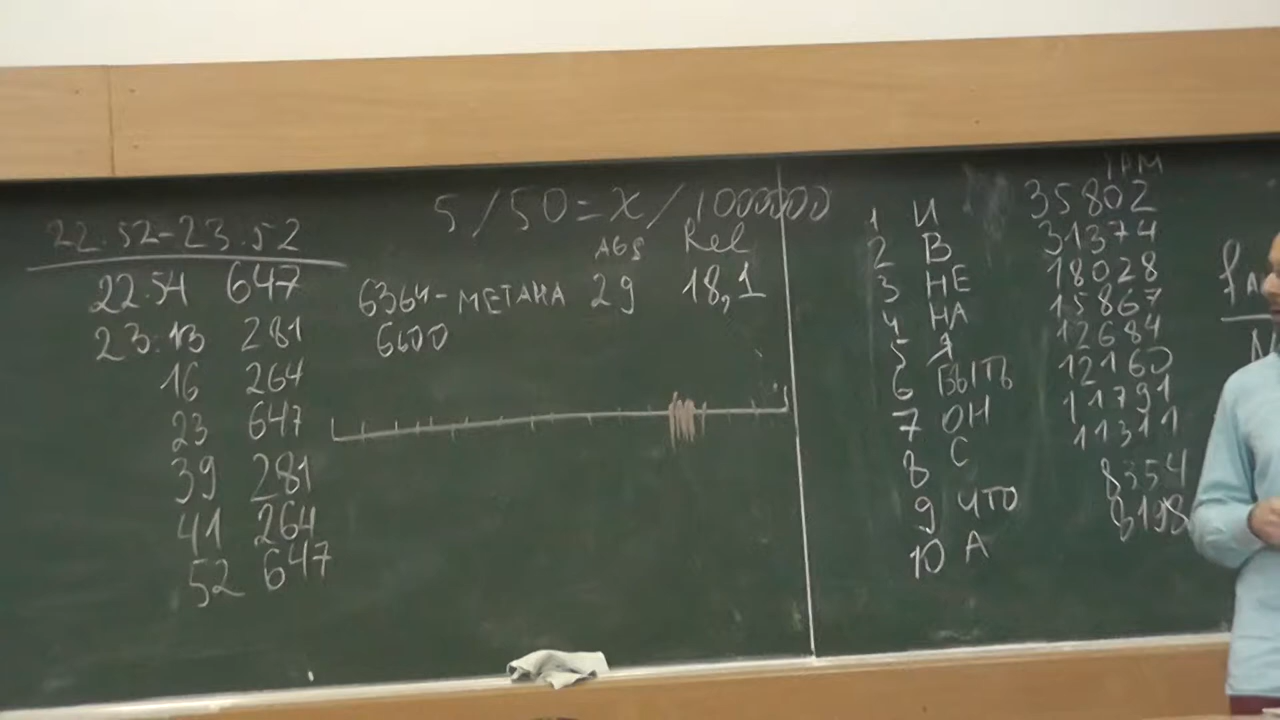 22.52-23.52
22.54 647
23.13 281
16 264
23 647
39 281
41 264
52 647
5/50=x/1000000
Abs Rel
6364-МЕТАНА 29 18,1
6600
IPM
1 И 35802
2 В 31374
3 НЕ 18028
4 НА 15867
5 Я 12684
6 БЫТЬ 12160
7 ОН 11791
8 С 11311
9 ЧТО 8354
10 А 8198